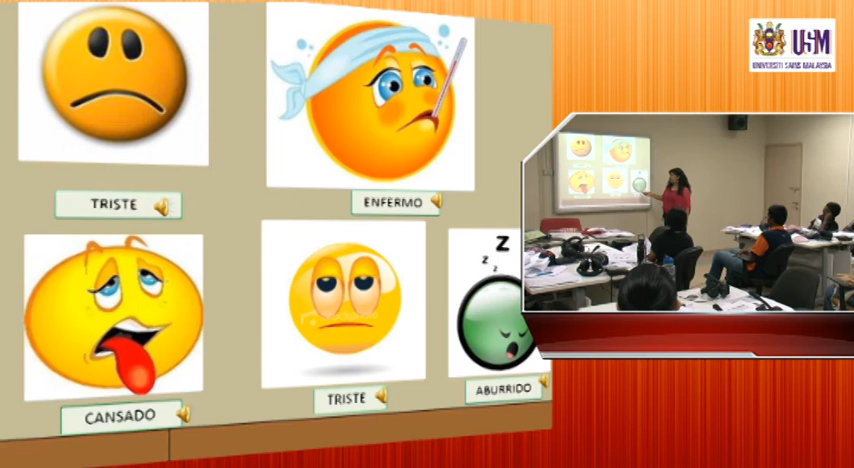 TRISTE
ENFERMO
CANSADO
TRISTE
ABURRIDO
Z
z
z
USM
UNIVERSITI SAINS MALAYSIA